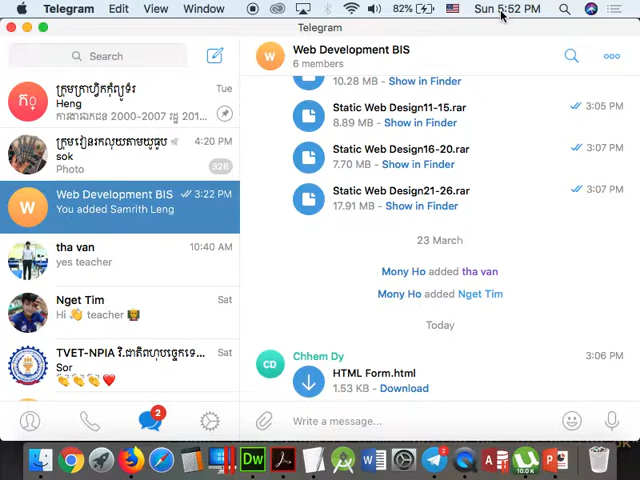 Telegram Edit View Window 82% Sun 5:52 PM
Telegram
Search
W
Web Development BIS
6 members
10.28 MB - Show in Finder
Static Web Design11-15.rar 3:05 PM
8.89 MB - Show in Finder
Static Web Design16-20.rar 3:07 PM
7.70 MB - Show in Finder
Static Web Design21-26.rar 3:07 PM
17.91 MB - Show in Finder
23 March
Mony Ho added tha van
Mony Ho added Nget Tim
Today
CD
Chhem Dy 3:06 PM
HTML Form.html
1.53 KB - Download
Write a message...
Tue
Heng
4:20 PM
sok
Photo 328
W
Web Development BIS 3:22 PM
You added Samrith Leng
tha van 10:40 AM
yes teacher
Nget Tim Sat
Hi 👋 teacher 👨‍🏫
Sat
Sor
👏👏👏❤️
2
Dw W 2 A 10.0 K P